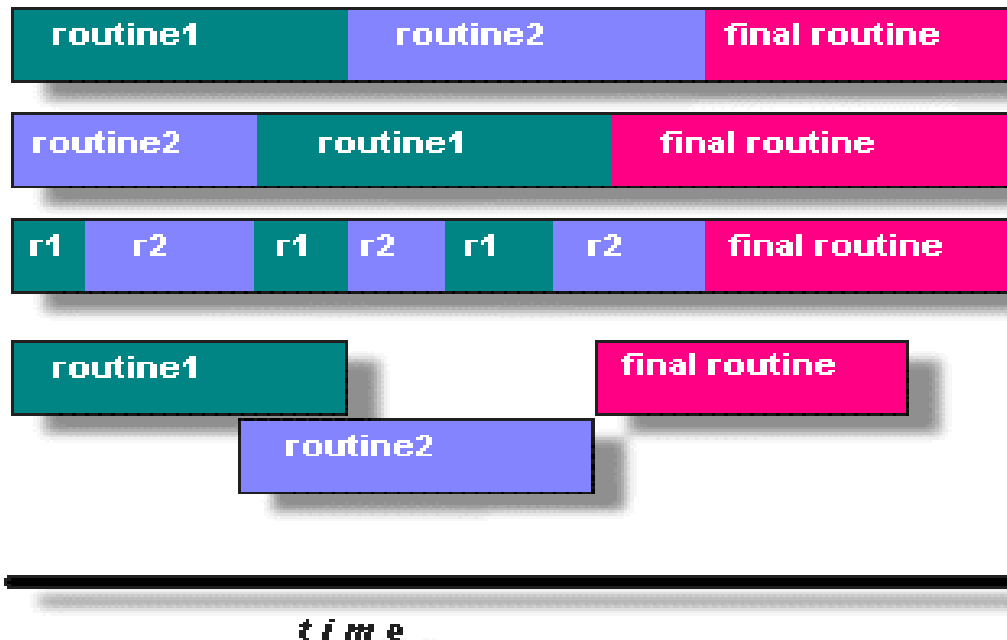 routine1 routine2 final routine
routine2 routine1 final routine
r1 r2 r1 r2 r1 r2 final routine
routine1 final routine
routine2
time